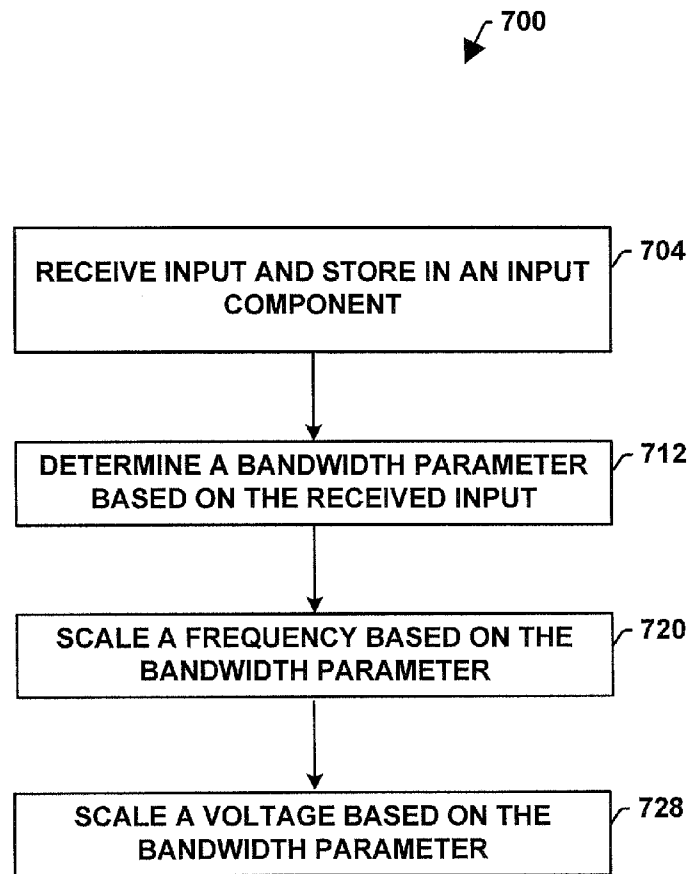 700
RECEIVE INPUT AND STORE IN AN INPUT
COMPONENT
704
DETERMINE A BANDWIDTH PARAMETER
BASED ON THE RECEIVED INPUT
712
SCALE A FREQUENCY BASED ON THE
BANDWIDTH PARAMETER
720
SCALE A VOLTAGE BASED ON THE
BANDWIDTH PARAMETER
728